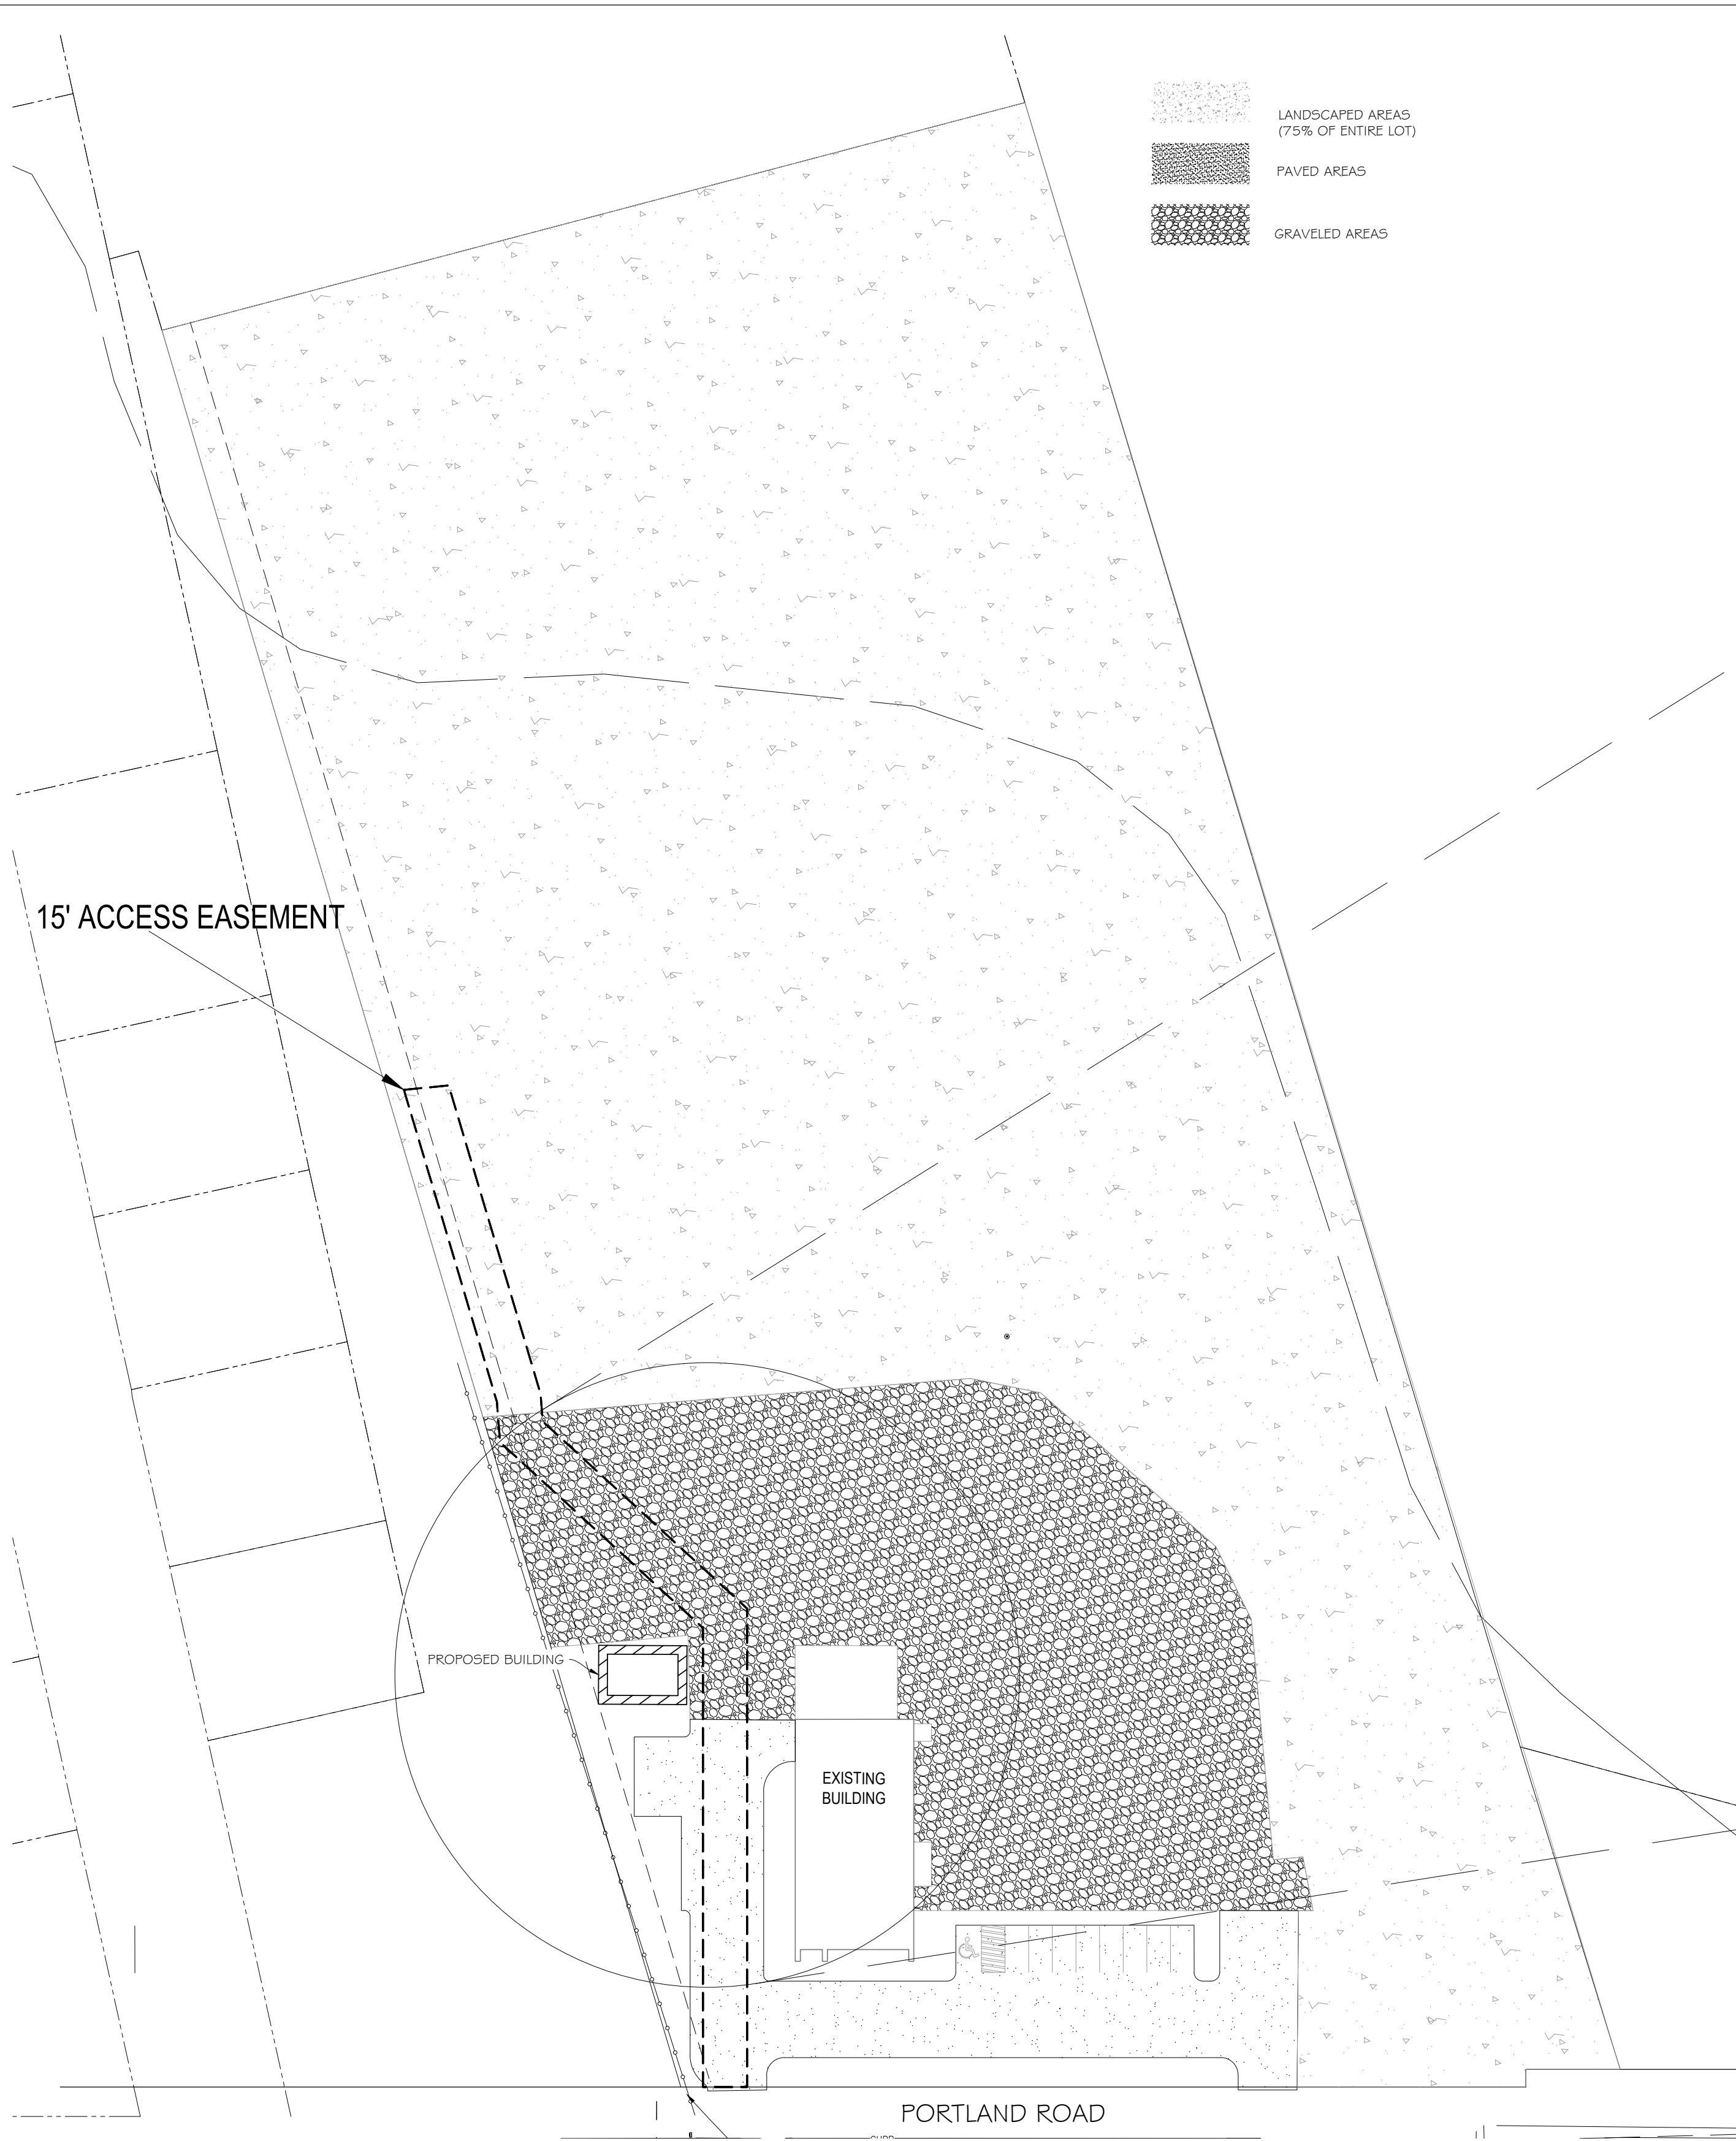 LANDSCAPED AREAS
(75% OF ENTIRE LOT)
PAVED AREAS
GRAVELED AREAS
15' ACCESS EASEMENT
PROPOSED BUILDING
EXISTING
BUILDING
PORTLAND ROAD